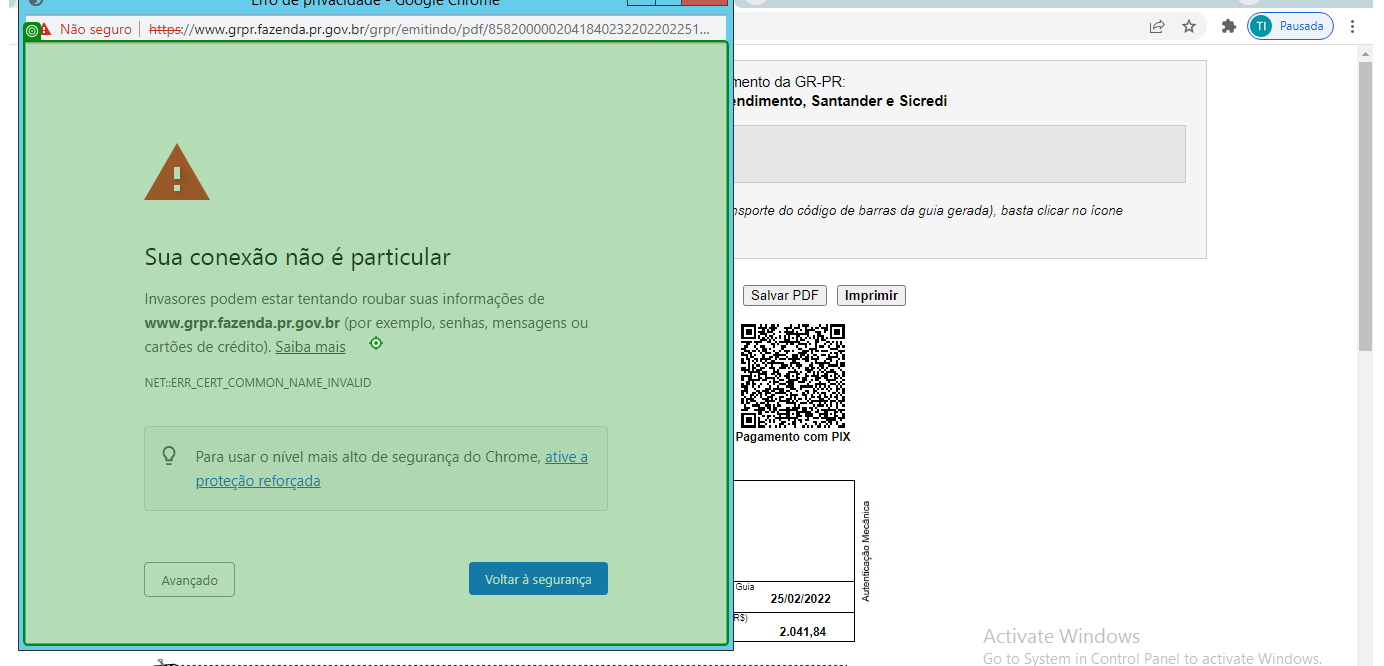 Erro de privacidade - Google Chrome
Não seguro
https://www.grpr.fazenda.pr.gov.br/grpr/emitindo/pdf/8582000002041840232202202251...
TI Pausada
mento da GR-PR:
endimento, Santander e Sicredi
nsporte do código de barras da guia gerada), basta clicar no ícone
Sua conexão não é particular
Invasores podem estar tentando roubar suas informações de
www.grpr.fazenda.pr.gov.br (por exemplo, senhas, mensagens ou
cartões de crédito). Saiba mais
NET::ERR_CERT_COMMON_NAME_INVALID
Para usar o nível mais alto de segurança do Chrome, ative a
proteção reforçada
Avançado
Voltar à segurança
Salvar PDF
Imprimir
Pagamento com PIX
Autenticação Mecânica
Guia
25/02/2022
R$)
2.041,84
Activate Windows
Go to System in Control Panel to activate Windows.